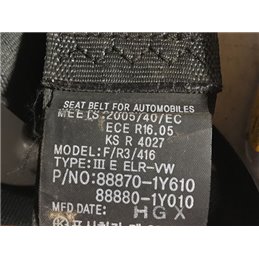 SEAT BELT FOR AUTOMOBILES
MEETS:2005/40/EC
ECE R16.05
KS R 4027
MODEL:F/R3/416
TYPE:Ⅲ E ELR-VW
P/NO:88870-1Y610
88880-1Y010
MFD DATE: HGX